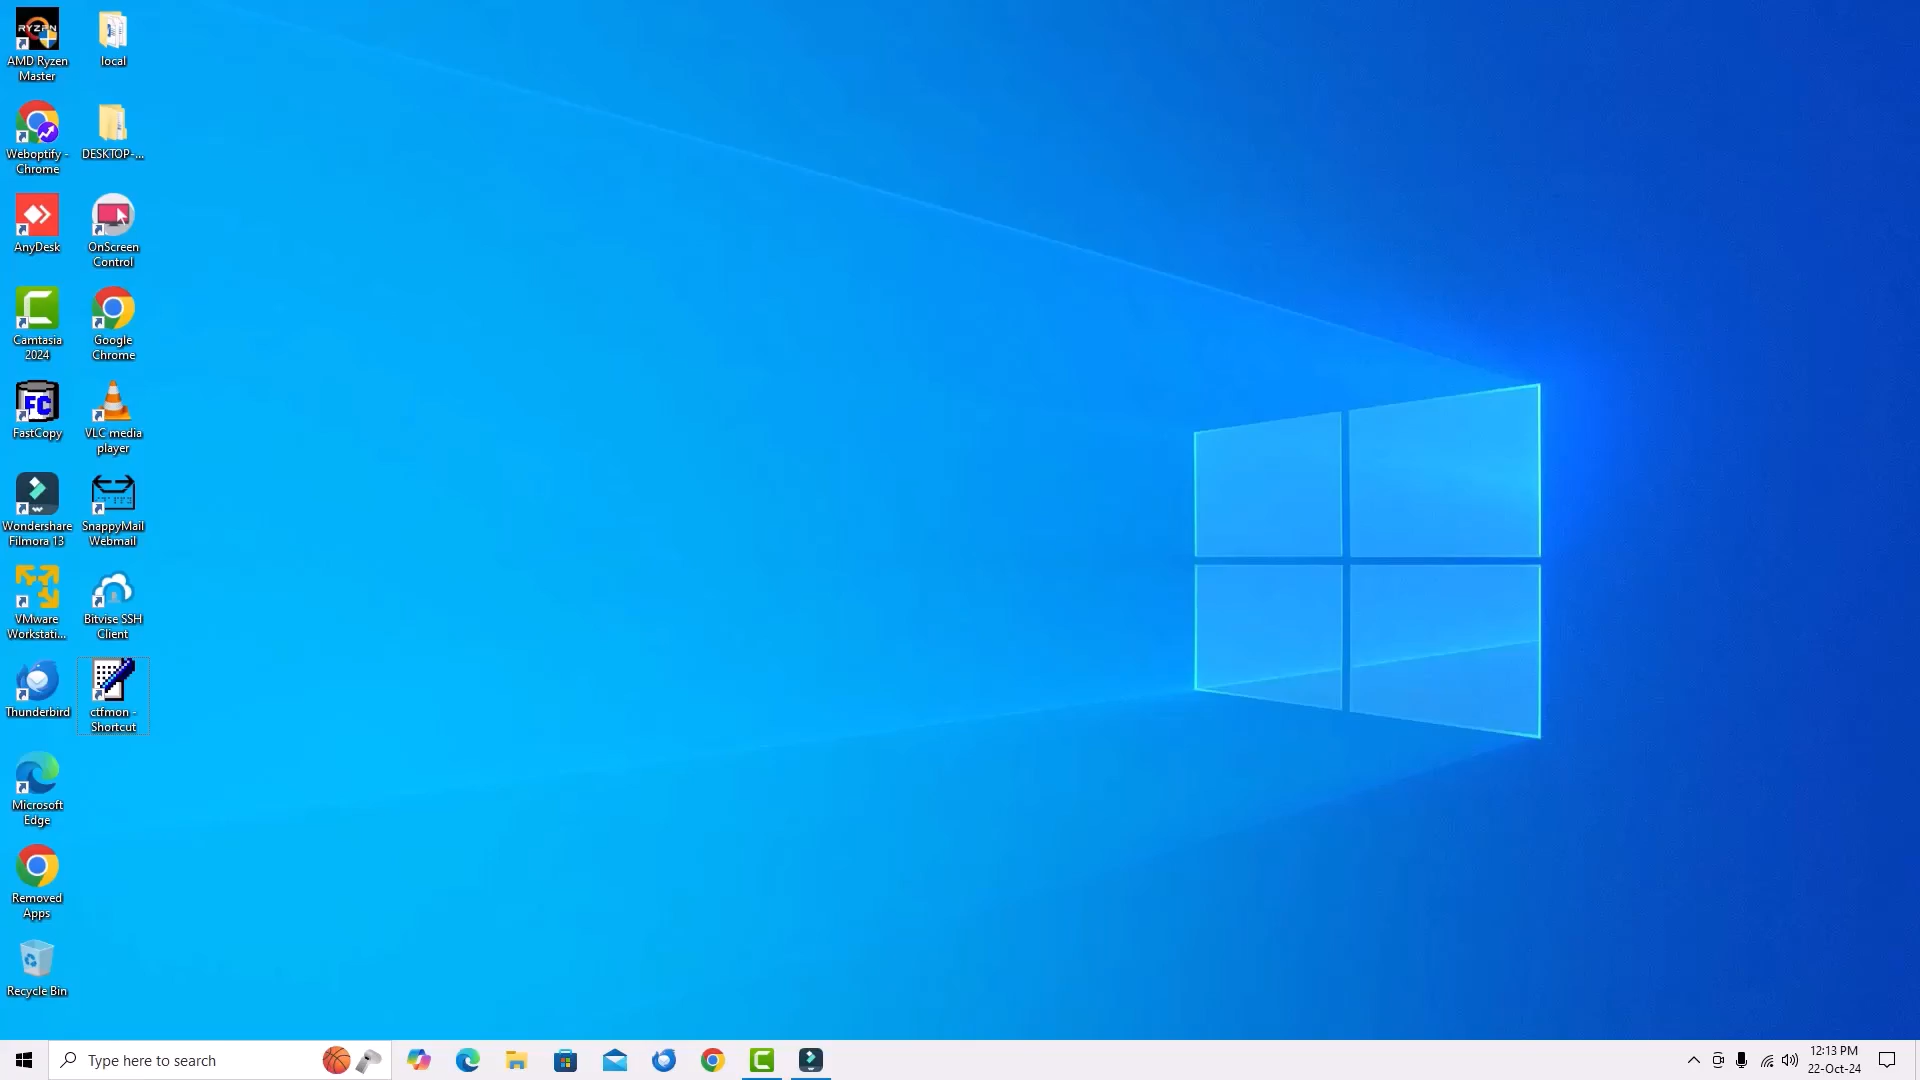 AMD Ryzen
Master
local
Weboptify -
Chrome
DESKTOP-...
AnyDesk
OnScreen
Control
Camtasia
2024
Google
Chrome
FC
FastCopy
VLC media
player
Wondershare
Filmora 13
SnappyMail
Webmail
VMware
Workstati...
Bitvise SSH
Client
Thunderbird
ctfmon -
Shortcut
Microsoft
Edge
Removed
Apps
Recycle Bin
Type here to search
12:13 PM
22-Oct-24